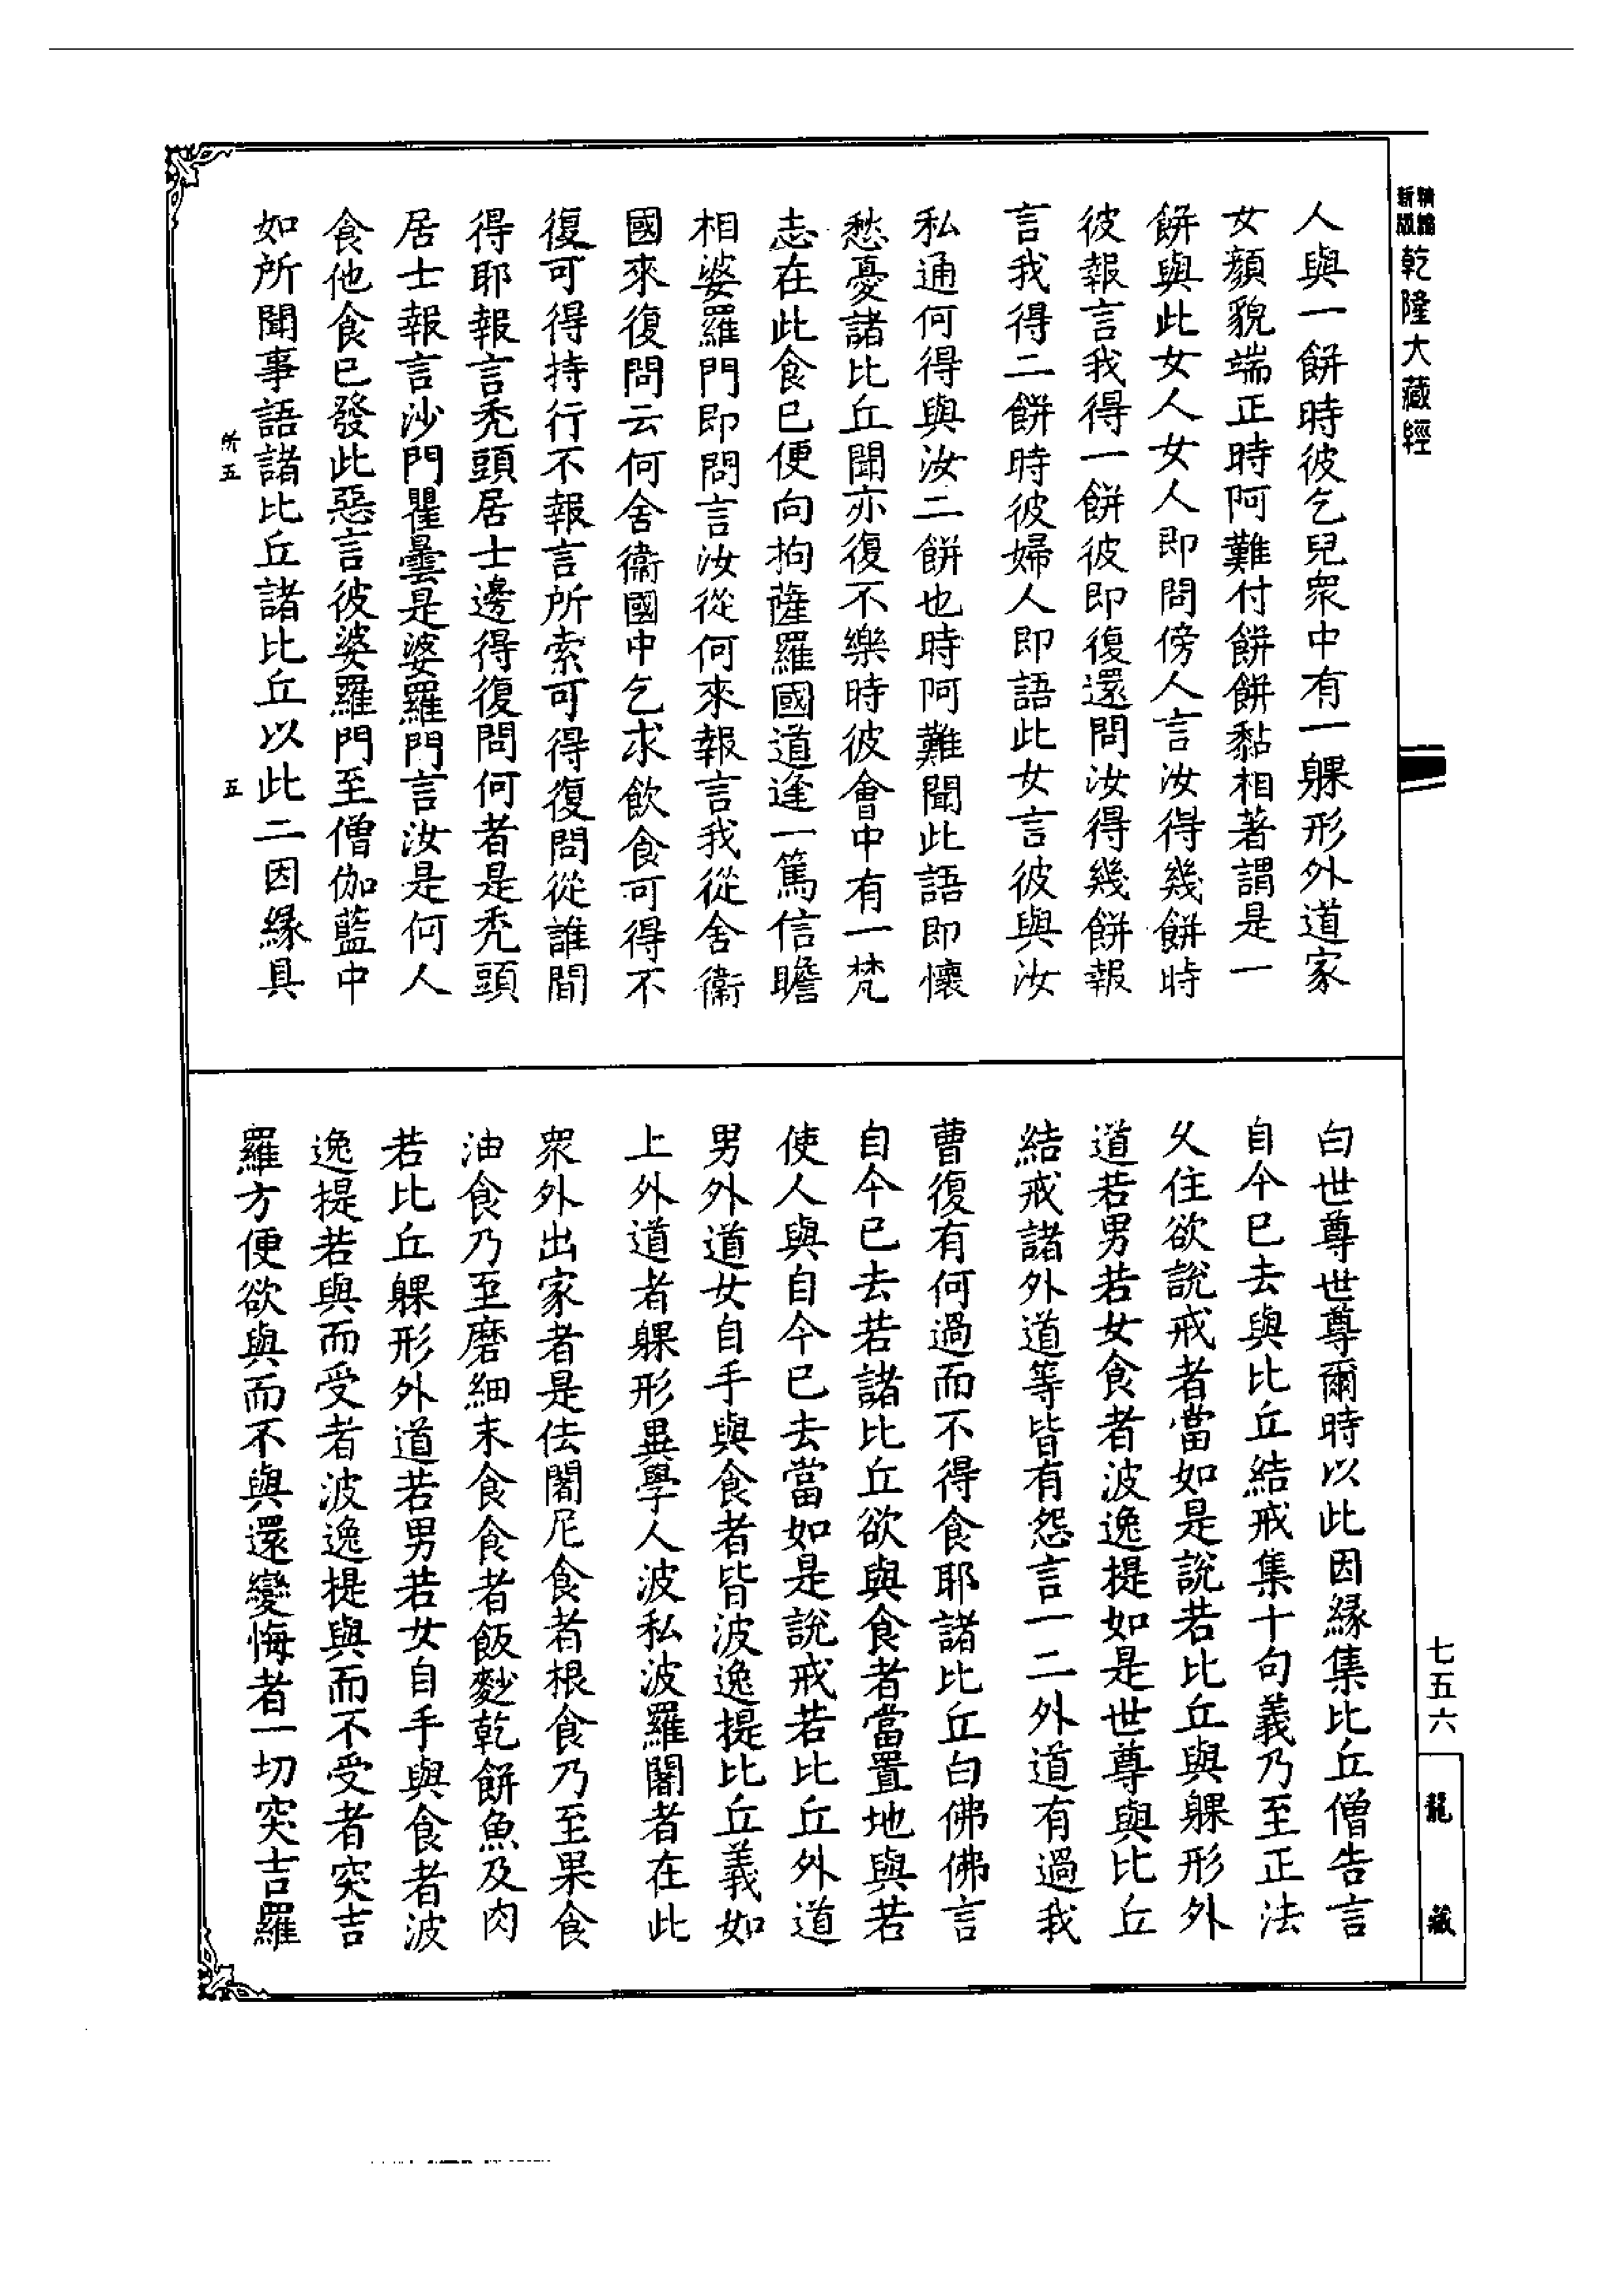 新編
精縮版
乾隆大藏經
人與一餅時彼乞兒衆中有一躶形外道家
女顏貌端正時阿難付餅餅黏相著謂是一
餅與此女人女人即問傍人言汝得幾餅時
彼報言我得一餅彼即復還問汝得幾餅報
言我得二餅時彼婦人即語此女言彼與汝
私通何得與汝二餅也時阿難聞此語即懷
愁憂諸比丘聞亦復不樂時彼會中有一梵
志在此食已便向拘薩羅國道逢一篤信瞻
相婆羅門即問言汝從何來報言我從舍衞
國來復問云何舍衞國中乞求飲食可得不
復可得持行不報言所索可得復問從誰間
得耶報言禿頭居士邊得復問何者是禿頭
居士報言沙門瞿曇是婆羅門言汝是何人
食他食已發此惡言彼婆羅門至僧伽藍中
如所聞事語諸比丘諸比丘以此二因緣具
所五
五
白世尊世尊爾時以此因緣集比丘僧告言
自今已去與比丘結戒集十句義乃至正法
久住欲說戒者當如是說若比丘與躶形外
道若男若女食者波逸提如是世尊與比丘
結戒諸外道等皆有怨言一二外道有過我
曹復有何過而不得食耶諸比丘白佛佛言
自今已去若諸比丘欲與食者當置地與若
使人與自今已去當如是說戒若比丘外道
男外道女自手與食者皆波逸提比丘義如
上外道者躶形異學人波私波羅闍者在此
衆外出家者是佉闍尼食者根食乃至果食
油食乃至磨細末食食者飯麨乾餅魚及肉
若比丘躶形外道若男若女自手與食者波
逸提若與而受者波逸提與而不受者突吉
羅方便欲與而不與還變悔者一切突吉羅
七五六
龍藏